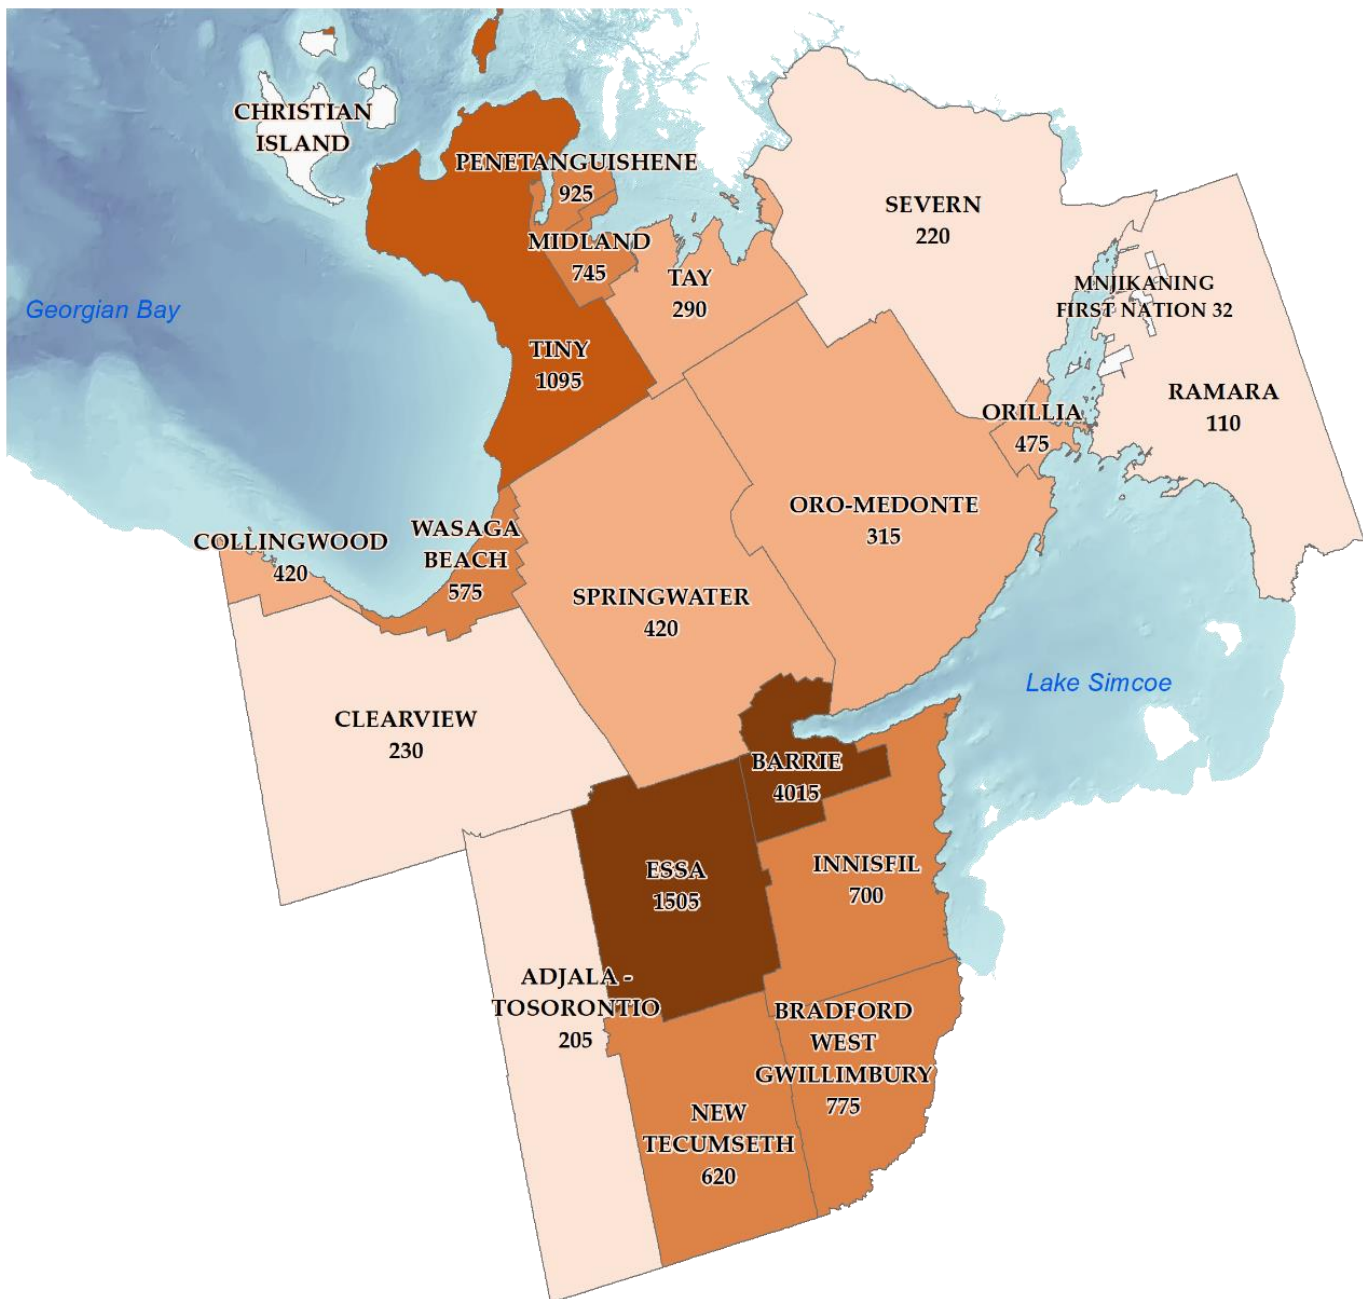 CHRISTIAN
ISLAND
PENETANGUISHENE
925
MIDLAND
745
TAY
290
SEVERN
220
MNJIKANING
FIRST NATION 32
Georgian Bay
TINY
1095
RAMARA
110
ORILLIA
475
ORO-MEDONTE
315
COLLINGWOOD
420
WASAGA
BEACH
575
SPRINGWATER
420
Lake Simcoe
CLEARVIEW
230
BARRIE
4015
ESSA
1505
INNISFIL
700
ADJALA -
TOSORONTIO
205
BRADFORD
WEST
GWILLIMBURY
775
NEW
TECUMSETH
620